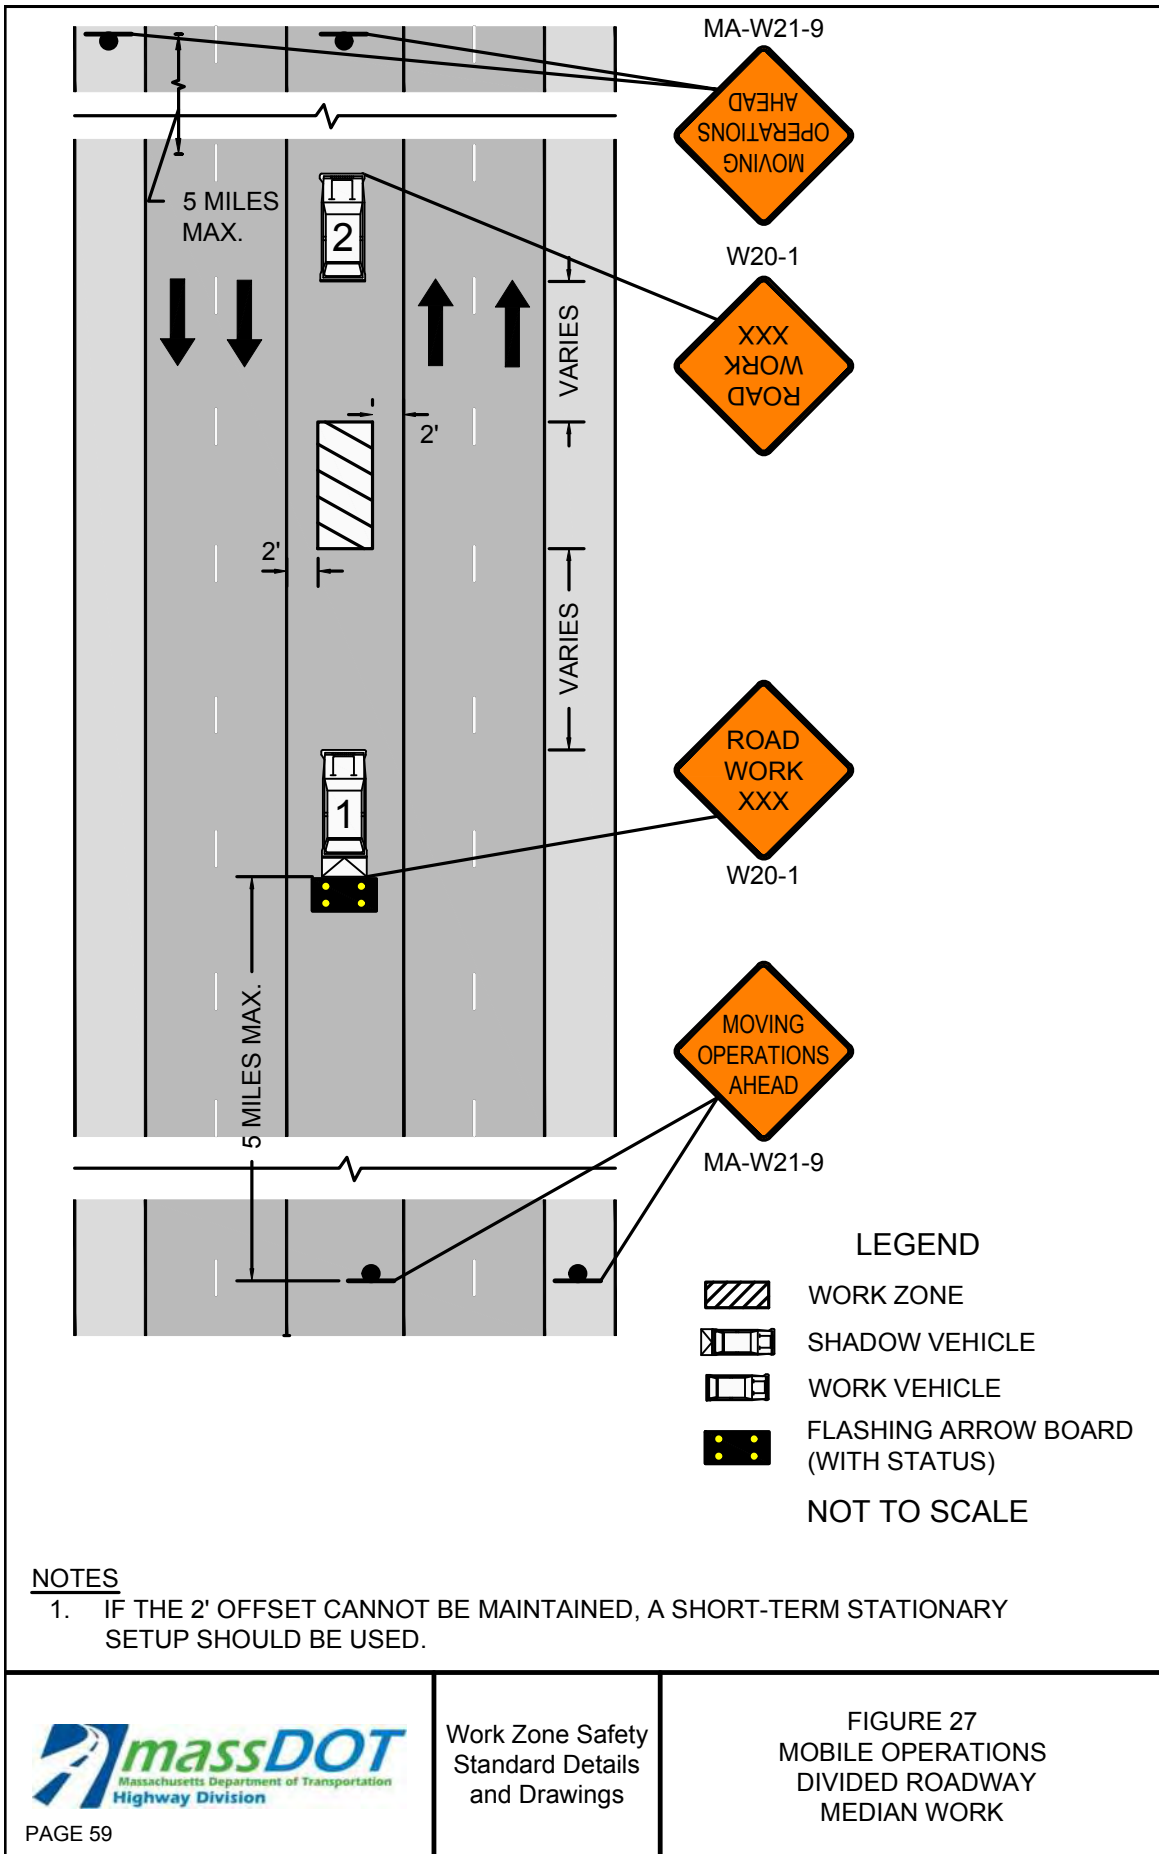 MA-W21-9
MOVING
OPERATIONS
AHEAD
5 MILES
MAX.
2
W20-1
ROAD
WORK
XXX
VARIES
2'
2'
VARIES
ROAD
WORK
XXX
W20-1
1
5 MILES MAX.
MOVING
OPERATIONS
AHEAD
MA-W21-9
LEGEND
WORK ZONE
SHADOW VEHICLE
WORK VEHICLE
FLASHING ARROW BOARD
(WITH STATUS)
NOT TO SCALE
NOTES
1. IF THE 2' OFFSET CANNOT BE MAINTAINED, A SHORT-TERM STATIONARY
SETUP SHOULD BE USED.
massDOT
Massachusetts Department of Transportation
Highway Division
PAGE 59
Work Zone Safety
Standard Details
and Drawings
FIGURE 27
MOBILE OPERATIONS
DIVIDED ROADWAY
MEDIAN WORK